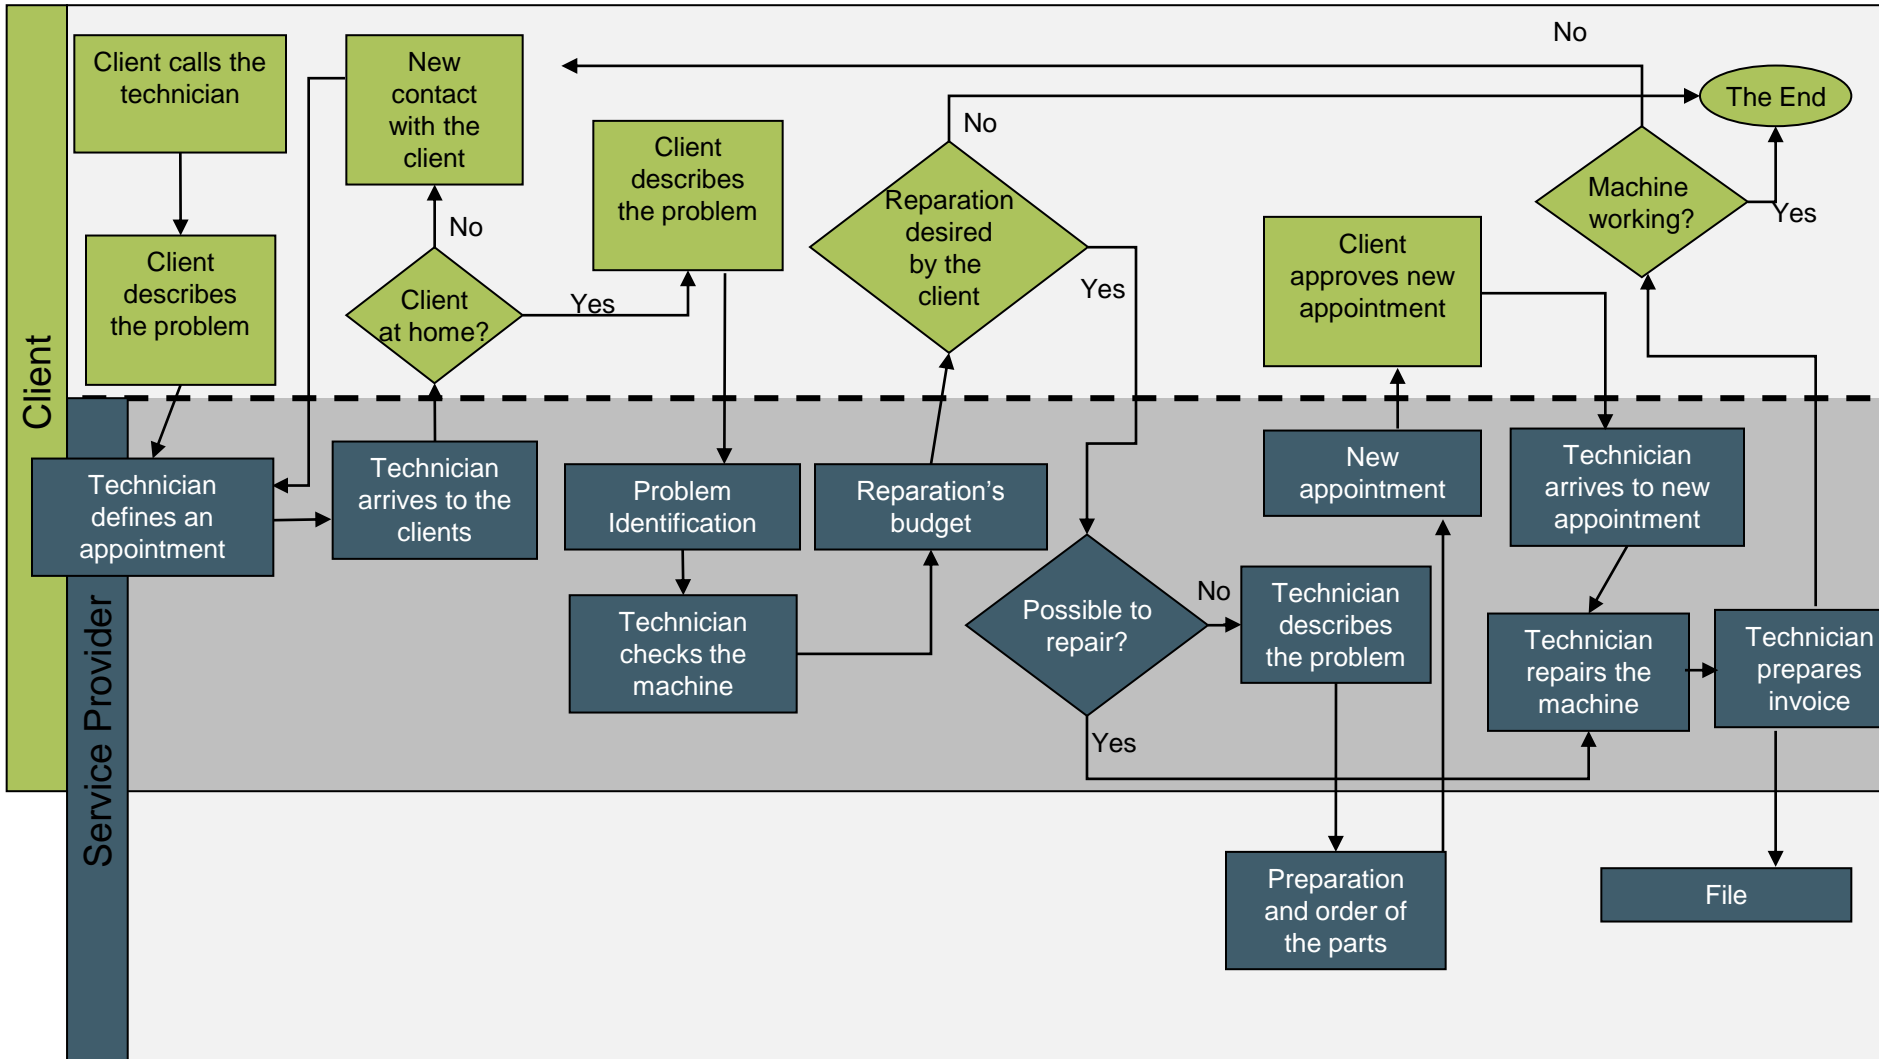 Client
Service Provider
Client calls the
technician
Client
describes
the problem
Technician
defines an
appointment
New
contact
with the
client
No
Client
at home?
Yes
Technician
arrives to the
clients
Client
describes
the problem
Problem
Identification
Technician
checks the
machine
Reparation's
budget
No
Reparation
desired
by the
client
Yes
Possible to
repair?
No
Yes
Technician
describes
the problem
Preparation
and order of
the parts
New
appointment
Client
approves new
appointment
Technician
arrives to new
appointment
Technician
repairs the
machine
Technician
prepares
invoice
File
Machine
working?
No
Yes
The End